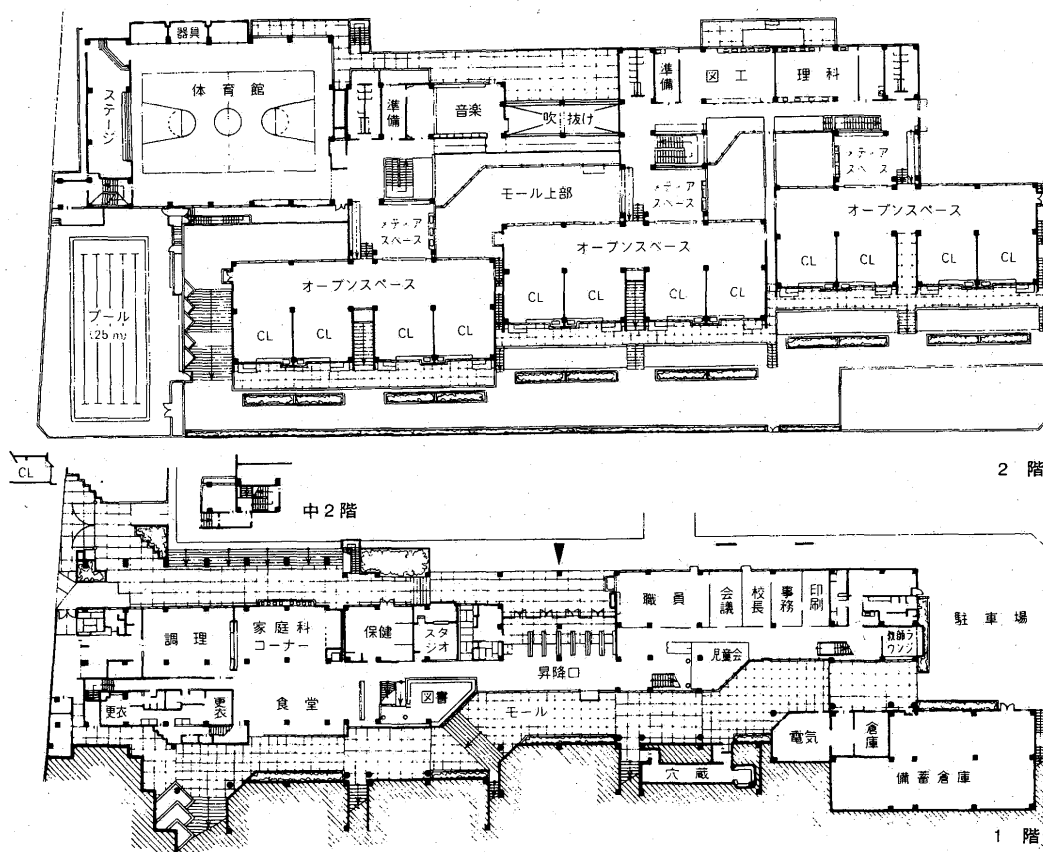 器具
体育館
ステージ
準備
音楽
吹 抜け
準備
図工
理科
メディア
スペース
モール上部
メディア
スペース
メディア
スペース
オープンスペース
オープンスペース
オープンスペース
CL
CL
CL
CL
CL
CL
CL
CL
CL
CL
CL
CL
プール
(25m)
2 階
CL
中2階
調理
家庭科
コーナー
保健
スタ
ジオ
職員
会議
校長
事務
印刷
駐車場
教師ラ
ウンジ
児童会
昇降口
更衣
更衣
食堂
図書
モール
電気
倉庫
穴蔵
備蓄倉庫
1 階